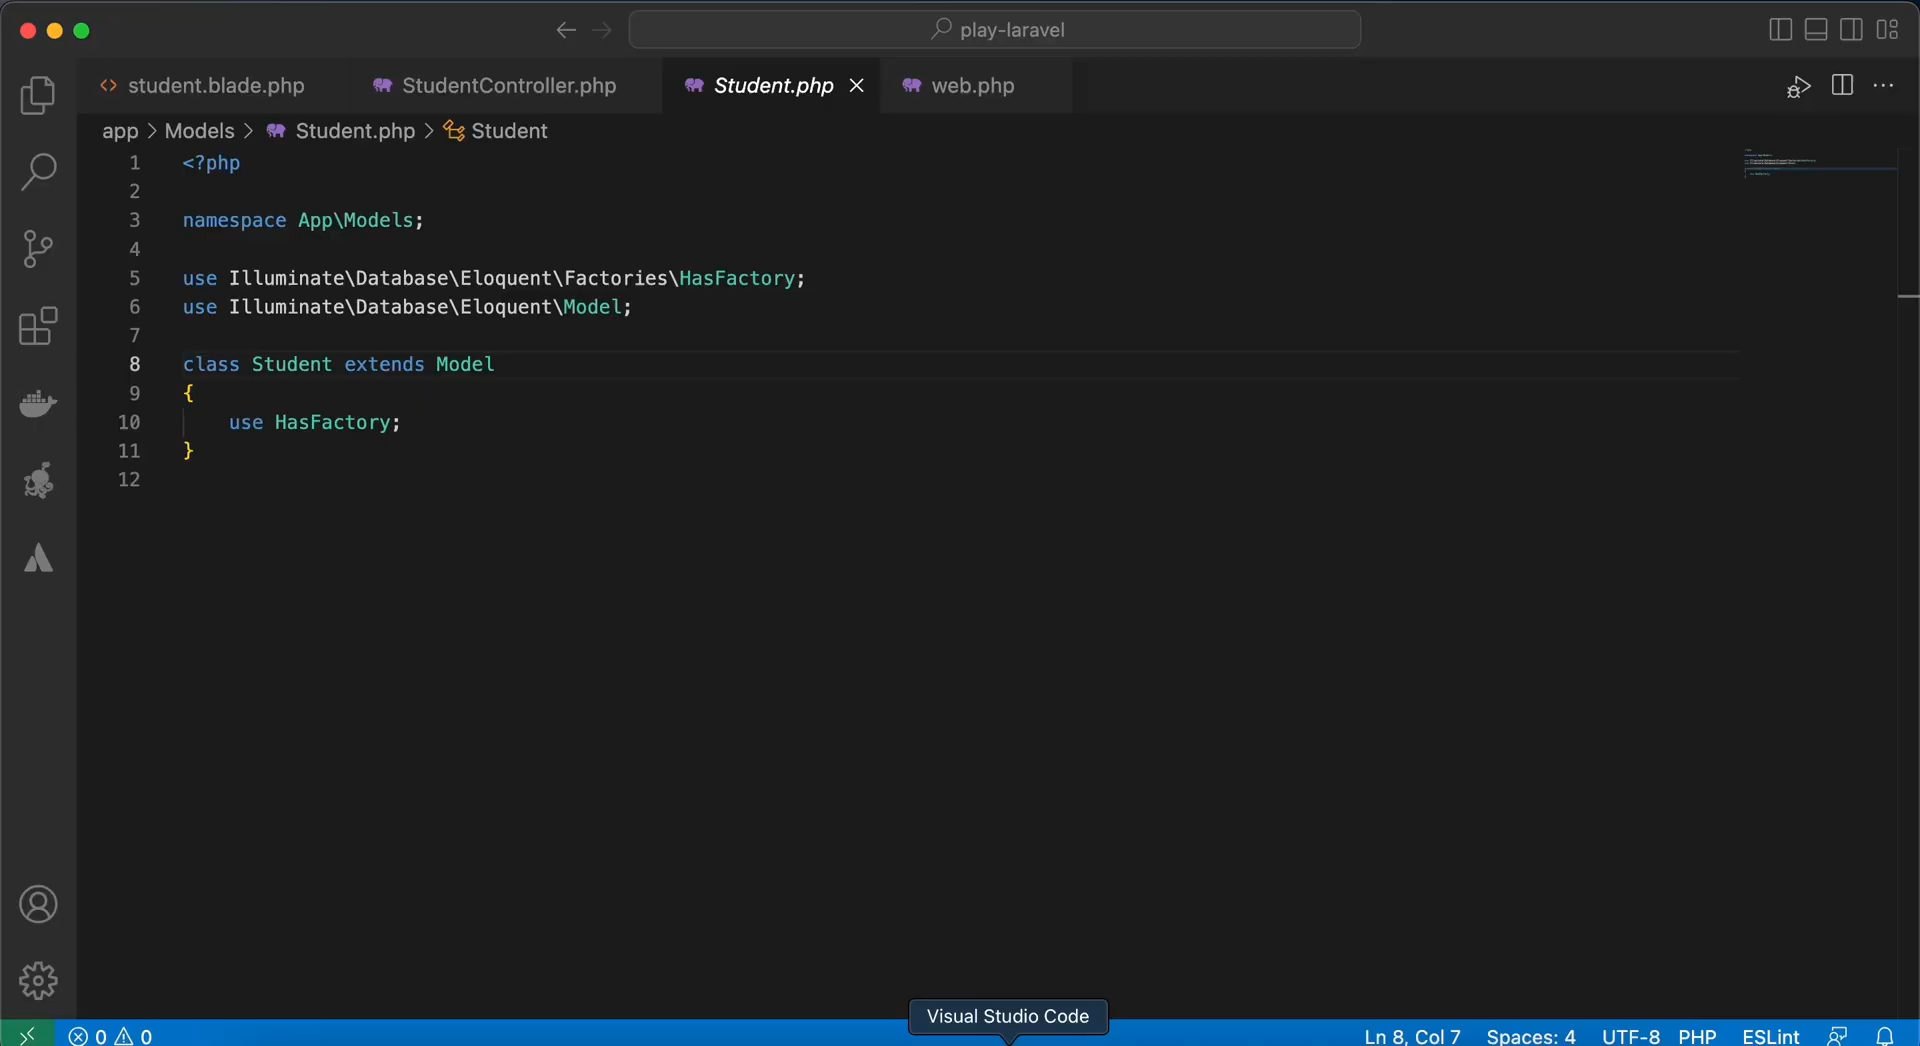 play-laravel
student.blade.php StudentController.php Student.php web.php
app > Models > Student.php > Student
1 <?php
2
3 namespace App\Models;
4
5 use Illuminate\Database\Eloquent\Factories\HasFactory;
6 use Illuminate\Database\Eloquent\Model;
7
8 class Student extends Model
9 {
10 use HasFactory;
11 }
12
Visual Studio Code
0 0 Ln 8, Col 7 Spaces: 4 UTF-8 PHP ESLint